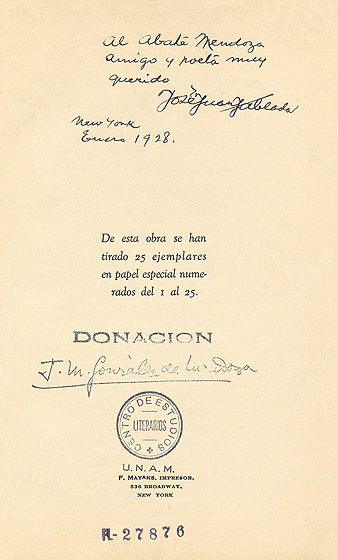 Al Abate Mendoza
amigo y poeta muy
querido
José Juan Tablada
New York
Enero 1928.
De esta obra se han
tirado 25 ejemplares
en papel especial nume-
rados del 1 al 25.
DONACION
J. M. González de Mendoza
CENTRO DE ESTUDIOS
LITERARIOS
U.N.A.M.
F. MAYANS, IMPRESOR.
536 BROADWAY,
NEW YORK
A-27876